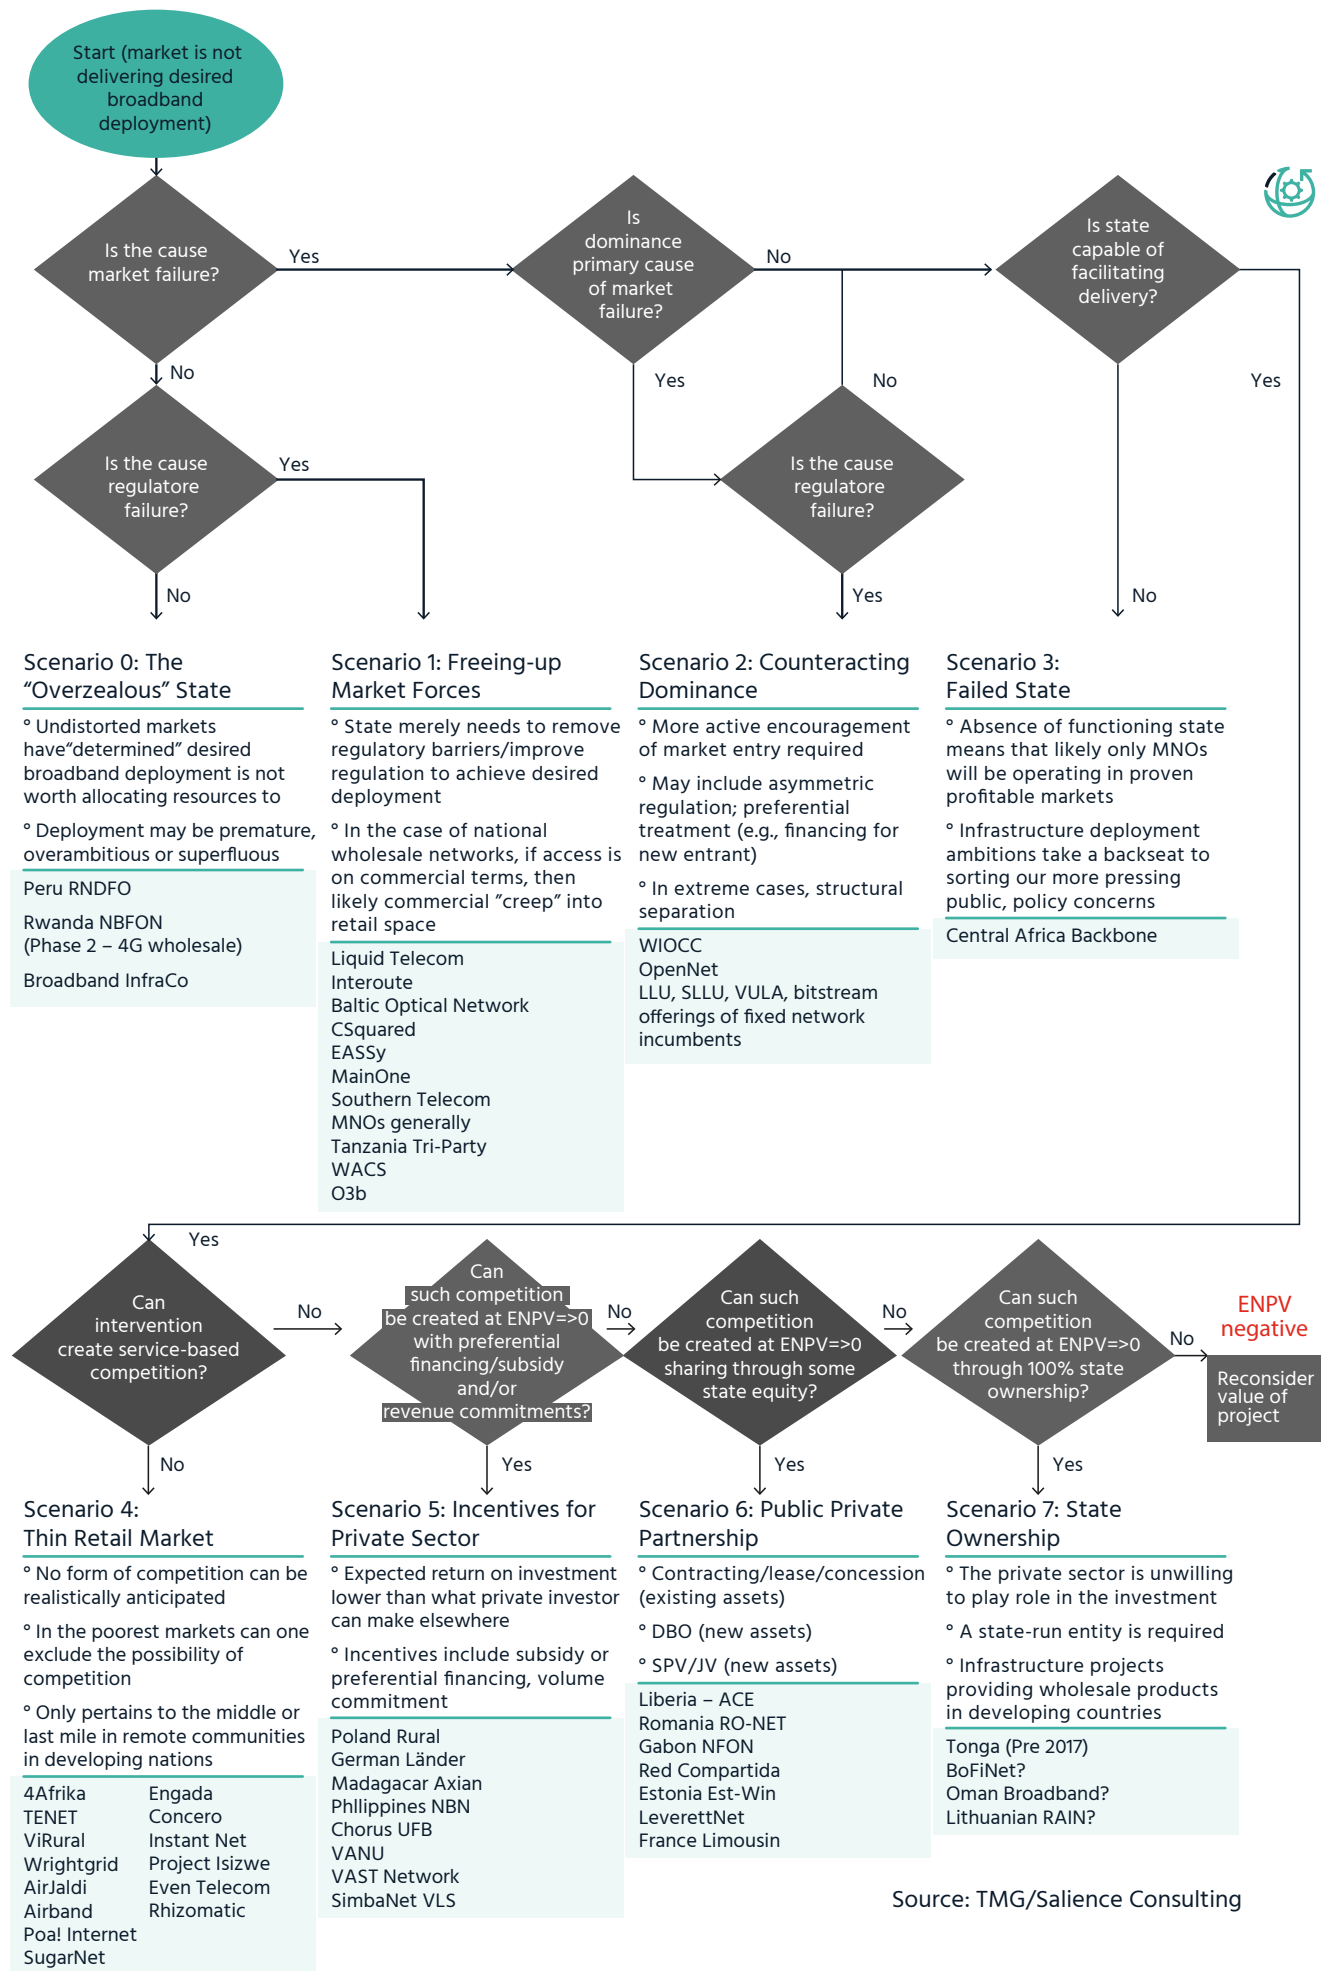 Start (market is not
delivering desired
broadband
deployment)
Is the cause
market failure?
Yes
Is
dominance
primary cause
of market
failure?
No
Is state
capable of
facilitating
delivery?
No
Yes
No
Yes
Is the cause
regulatore
failure?
Yes
Is the cause
regulatore
failure?
No
Yes
No
Scenario 0: The
“Overzealous” State
° Undistorted markets
have“determined” desired
broadband deployment is not
worth allocating resources to
° Deployment may be premature,
overambitious or superfluous
Peru RNDFO
Rwanda NBFON
(Phase 2 – 4G wholesale)
Broadband InfraCo
Scenario 1: Freeing-up
Market Forces
° State merely needs to remove
regulatory barriers/improve
regulation to achieve desired
deployment
° In the case of national
wholesale networks, if access is
on commercial terms, then
likely commercial “creep” into
retail space
Liquid Telecom
Interoute
Baltic Optical Network
CSquared
EASSy
MainOne
Southern Telecom
MNOs generally
Tanzania Tri-Party
WACS
O3b
Scenario 2: Counteracting
Dominance
° More active encouragement
of market entry required
° May include asymmetric
regulation; preferential
treatment (e.g., financing for
new entrant)
° In extreme cases, structural
separation
WIOCC
OpenNet
LLU, SLLU, VULA, bitstream
offerings of fixed network
incumbents
Scenario 3:
Failed State
° Absence of functioning state
means that likely only MNOs
will be operating in proven
profitable markets
° Infrastructure deployment
ambitions take a backseat to
sorting our more pressing
public, policy concerns
Central Africa Backbone
Yes
Can
intervention
create service-based
competition?
No
Can
such competition
be created at ENPV=>0
with preferential
financing/subsidy
and/or
revenue commitments?
No
Can such
competition
be created at ENPV=>0
sharing through some
state equity?
No
Can such
competition
be created at ENPV=>0
through 100% state
ownership?
No
ENPV
negative
Reconsider
value of
project
No
Yes
Yes
Yes
Scenario 4:
Thin Retail Market
° No form of competition can be
realistically anticipated
° In the poorest markets can one
exclude the possibility of
competition
° Only pertains to the middle or
last mile in remote communities
in developing nations
4Afrika
TENET
ViRural
Wrightgrid
AirJaldi
Airband
Poa! Internet
SugarNet
Engada
Concero
Instant Net
Project Isizwe
Even Telecom
Rhizomatic
Scenario 5: Incentives for
Private Sector
° Expected return on investment
lower than what private investor
can make elsewhere
° Incentives include subsidy or
preferential financing, volume
commitment
Poland Rural
German Länder
Madagacar Axian
Phllippines NBN
Chorus UFB
VANU
VAST Network
SimbaNet VLS
Scenario 6: Public Private
Partnership
° Contracting/lease/concession
(existing assets)
° DBO (new assets)
° SPV/JV (new assets)
Liberia – ACE
Romania RO-NET
Gabon NFON
Red Compartida
Estonia Est-Win
LeverettNet
France Limousin
Scenario 7: State
Ownership
° The private sector is unwilling
to play role in the investment
° A state-run entity is required
° Infrastructure projects
providing wholesale products
in developing countries
Tonga (Pre 2017)
BoFiNet?
Oman Broadband?
Lithuanian RAIN?
Source: TMG/Salience Consulting